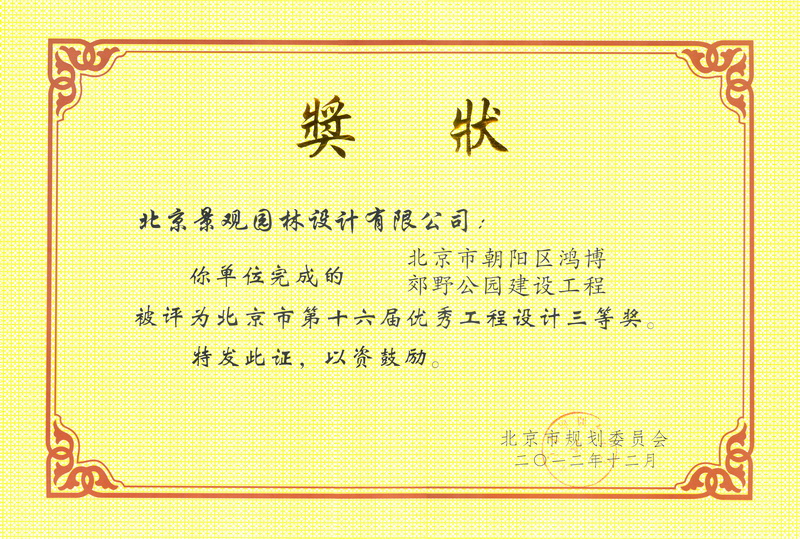 奬 狀
北京景观园林设计有限公司：
你单位完成的 北京市朝阳区鸿博
郊野公园建设工程
被评为北京市第十六届优秀工程设计三等奖。
特发此证，以资鼓励。
北京市规划委员会
二〇一二年十二月